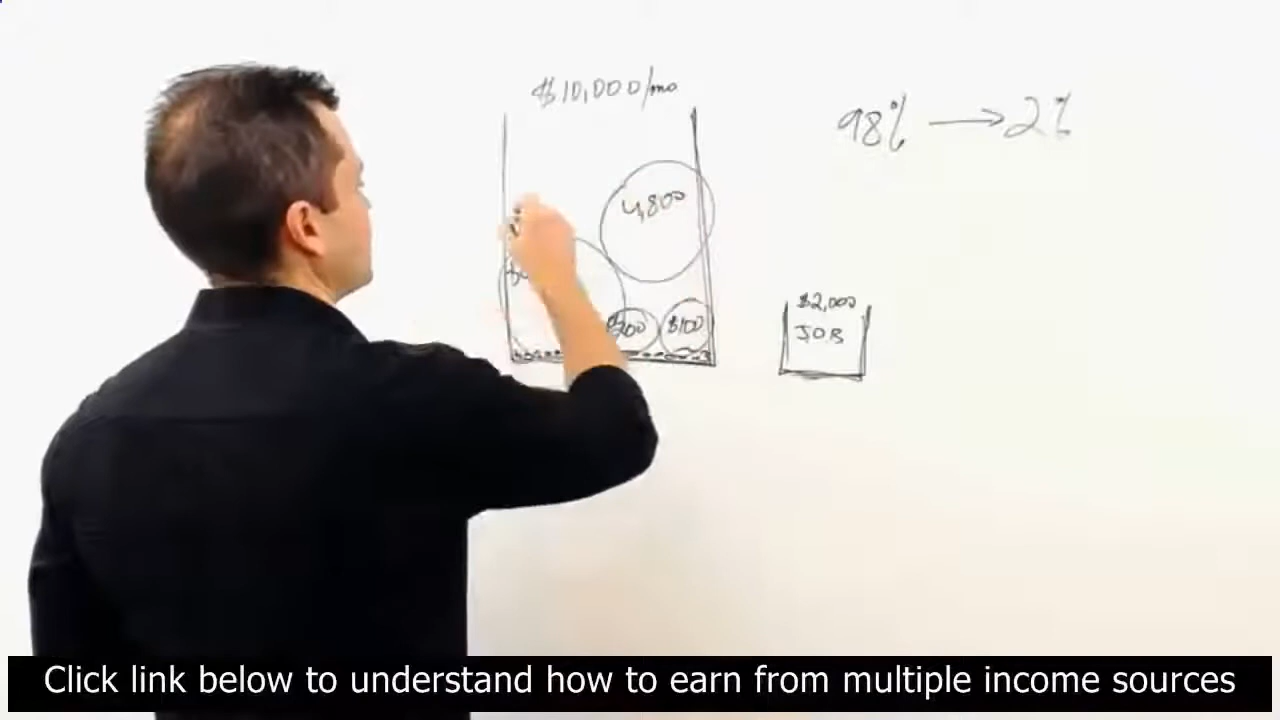 $10,000/mo
98% → 2%
4,800
$200
$100
$2,000
JOB
Click link below to understand how to earn from multiple income sources